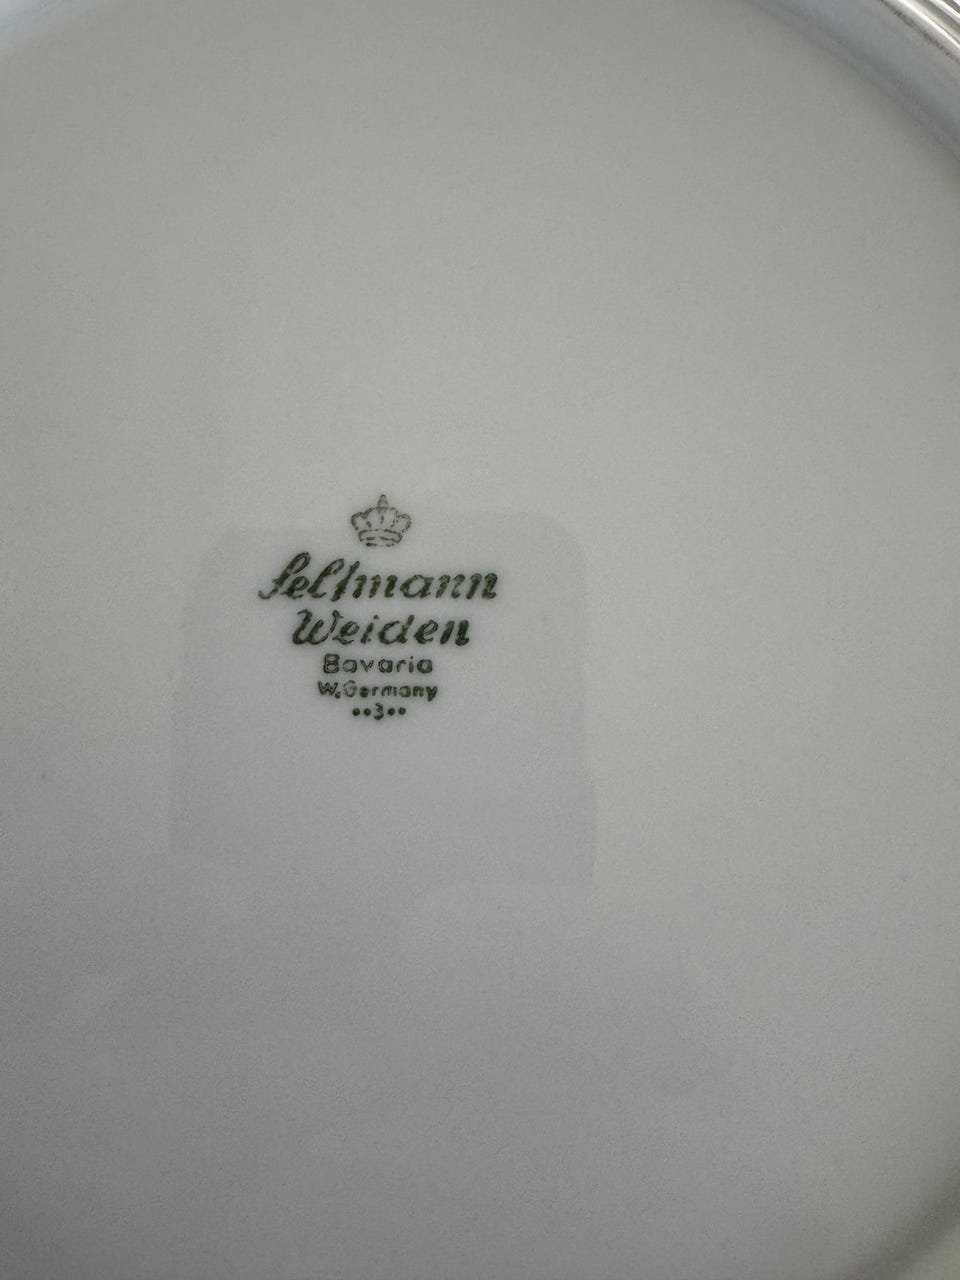 Seltmann
Weiden
Bavaria
W.Germany
••3••